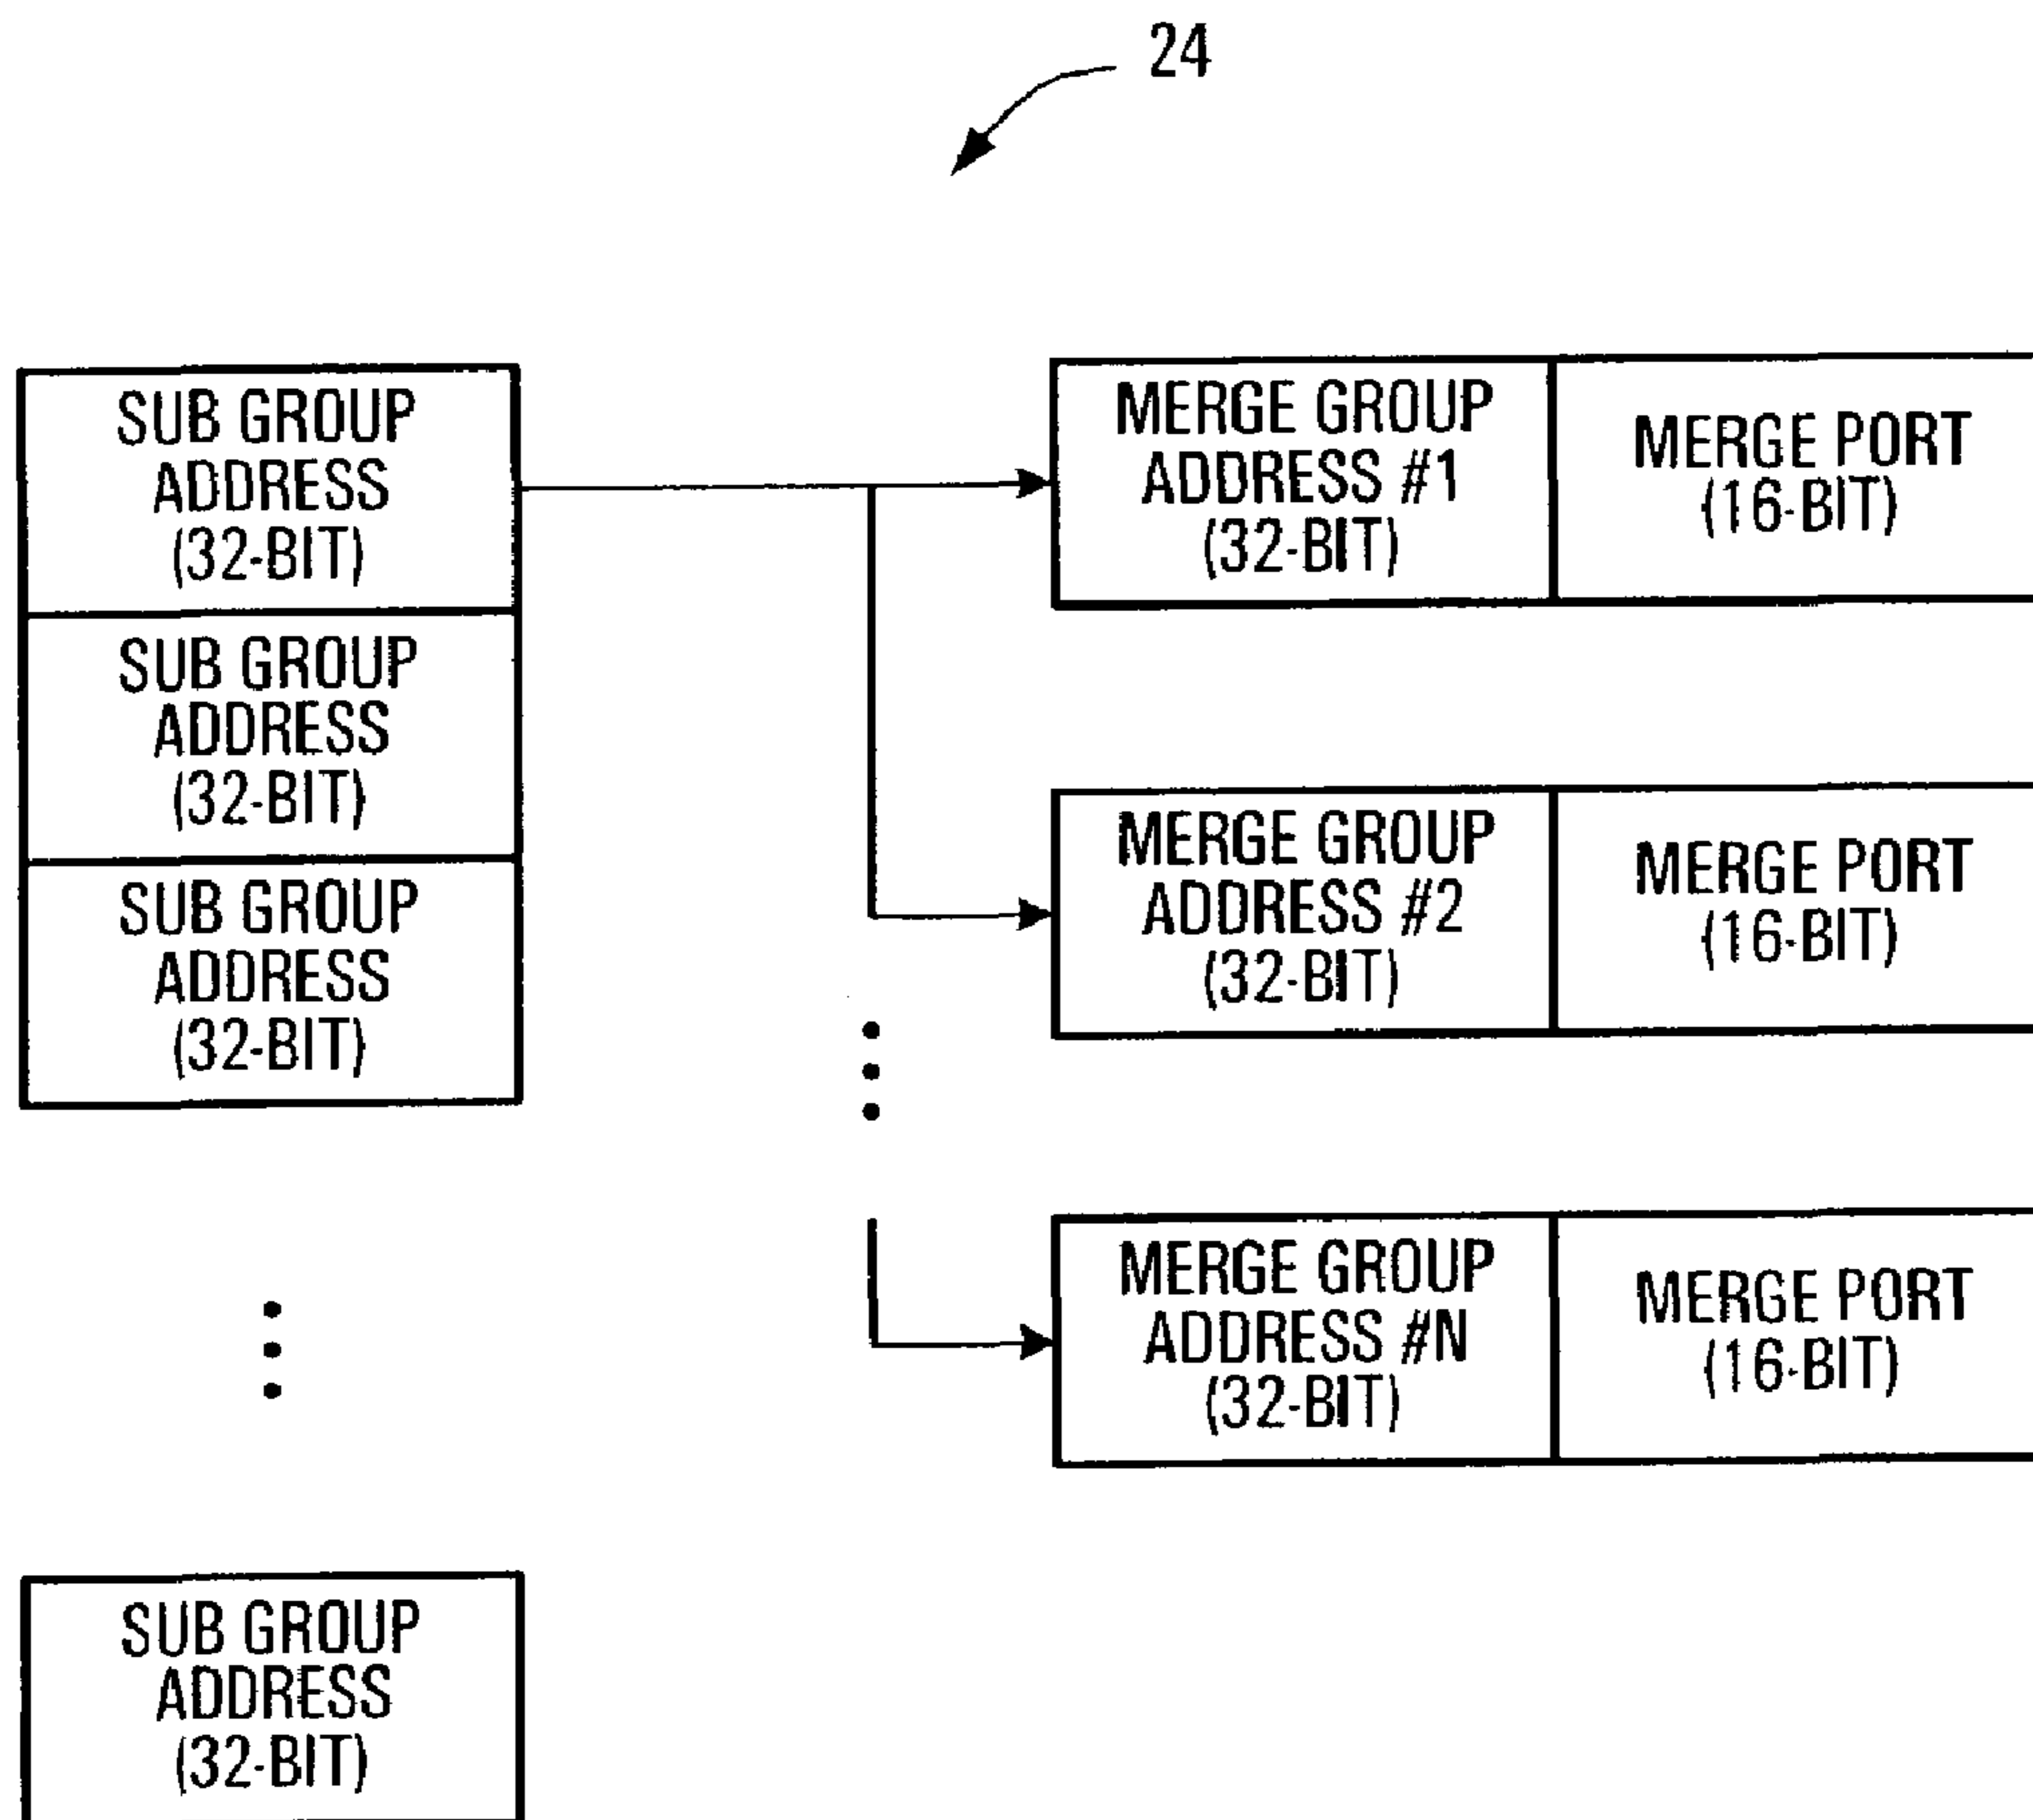 24
SUB GROUP
ADDRESS
(32-BIT)
SUB GROUP
ADDRESS
(32-BIT)
SUB GROUP
ADDRESS
(32-BIT)
SUB GROUP
ADDRESS
(32-BIT)
MERGE GROUP
ADDRESS #1
(32-BIT)
MERGE PORT
(16-BIT)
MERGE GROUP
ADDRESS #2
(32-BIT)
MERGE PORT
(16-BIT)
MERGE GROUP
ADDRESS #N
(32-BIT)
MERGE PORT
(16-BIT)